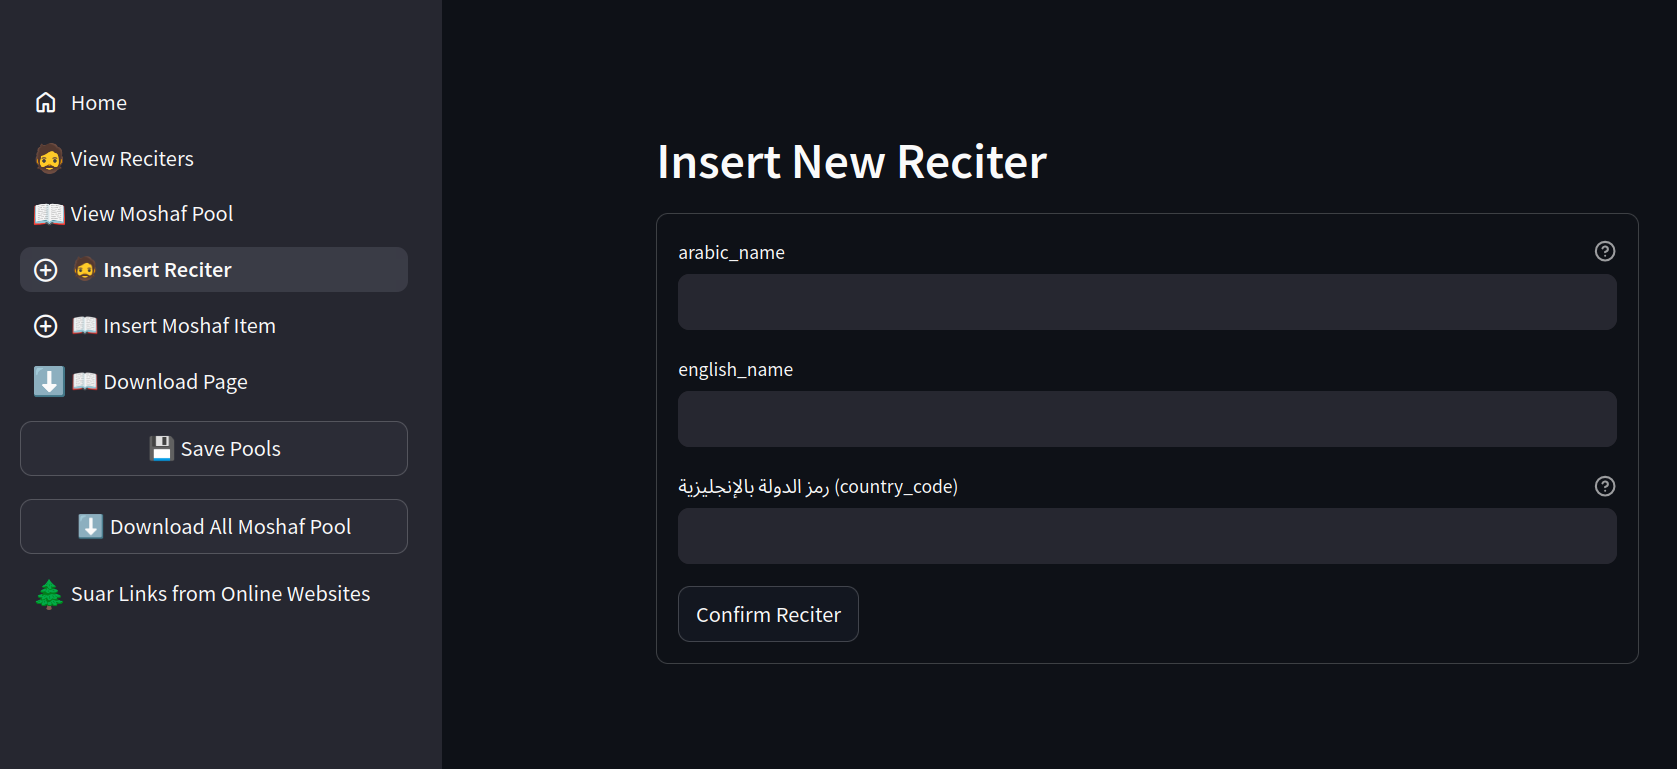 Home
View Reciters
View Moshaf Pool
Insert Reciter
Insert Moshaf Item
Download Page
Save Pools
Download All Moshaf Pool
Suar Links from Online Websites
Insert New Reciter
arabic_name
english_name
رمز الدولة بالإنجليزية (country_code)
Confirm Reciter